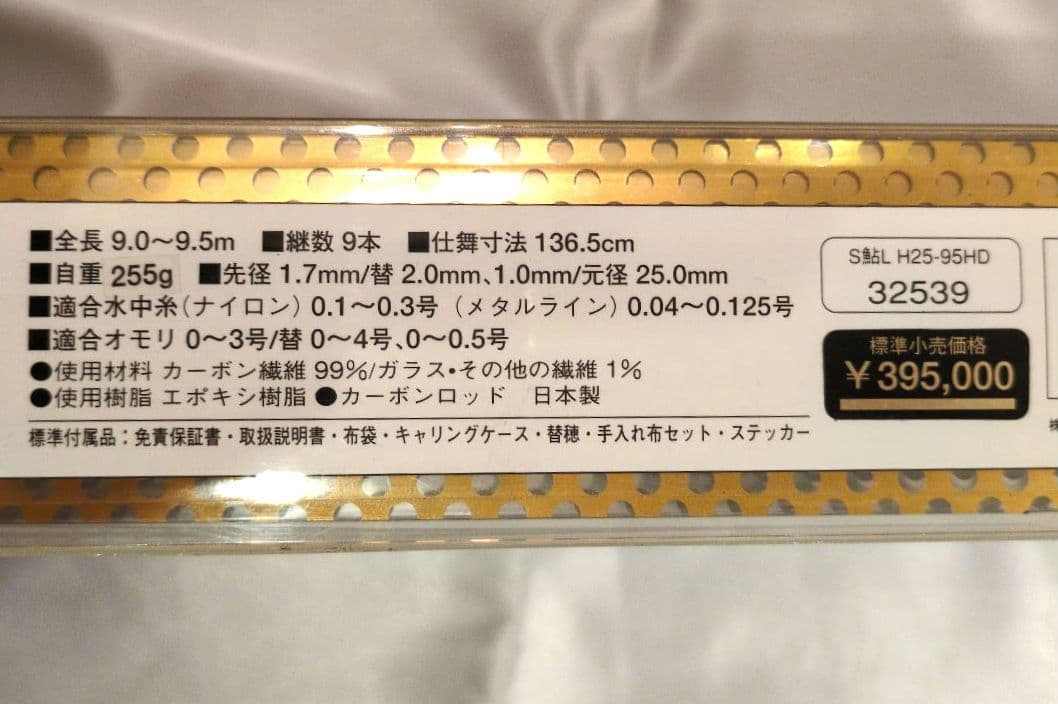 ■全長 9.0〜9.5m ■継数 9本 ■仕舞寸法 136.5cm
■自重 255g ■先径 1.7mm/替 2.0mm、1.0mm/元径 25.0mm
■適合水中糸(ナイロン) 0.1〜0.3号 (メタルライン) 0.04〜0.125号
■適合オモリ 0〜3号/替 0〜4号、0〜0.5号
●使用材料 カーボン繊維 99%/ガラス・その他の繊維 1%
●使用樹脂 エポキシ樹脂 ●カーボンロッド 日本製
標準付属品：免責保証書・取扱説明書・布袋・キャリングケース・替穂・手入れ布セット・ステッカー
S鮎L H25-95HD
32539
標準小売価格
¥395,000
株